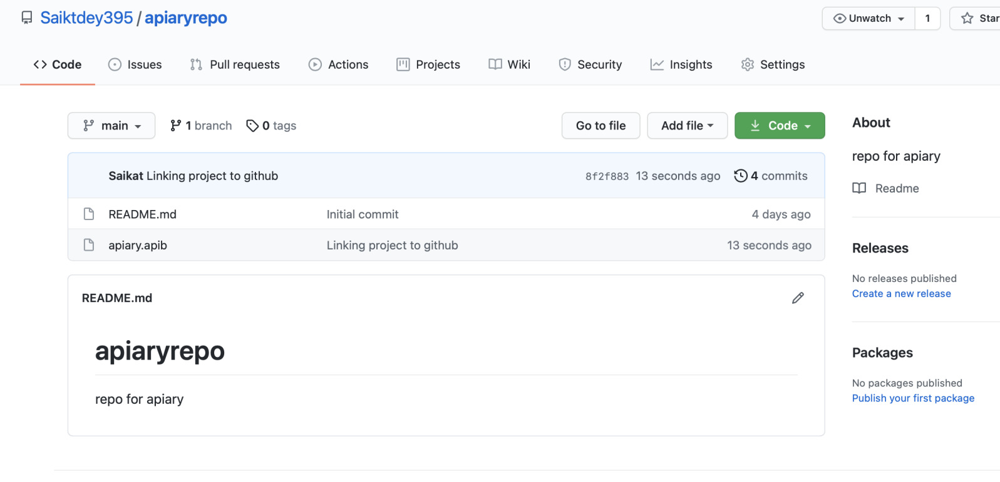 Saiktdey395 / apiaryrepo
Unwatch 1 Star
Code Issues Pull requests Actions Projects Wiki Security Insights Settings
main 1 branch 0 tags Go to file Add file Code
Saikat Linking project to github 8f2f883 13 seconds ago 4 commits
README.md Initial commit 4 days ago
apiary.apib Linking project to github 13 seconds ago
README.md
apiaryrepo
repo for apiary
About
repo for apiary
Readme
Releases
No releases published
Create a new release
Packages
No packages published
Publish your first package